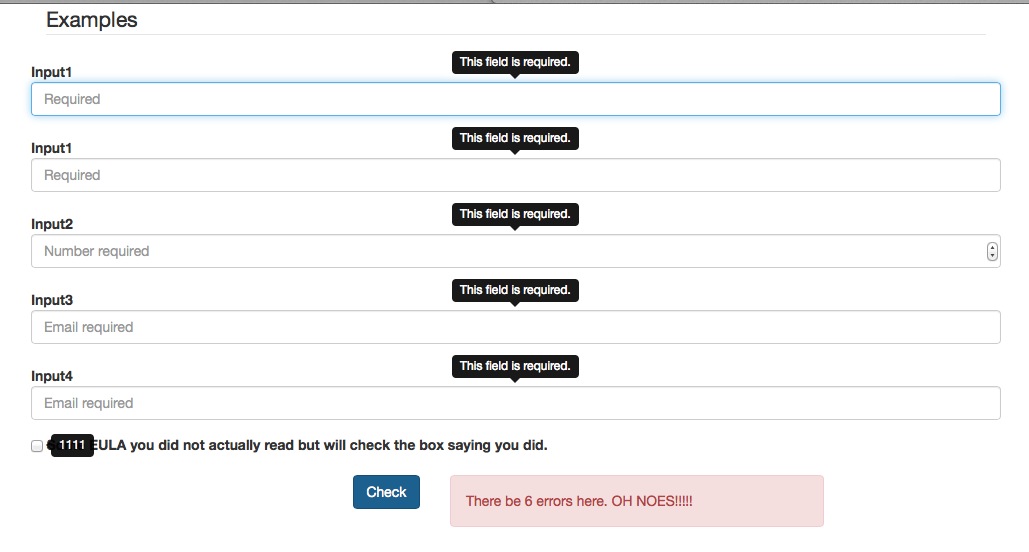 Examples
This field is required.
Input1
Required
This field is required.
Input1
Required
This field is required.
Input2
Number required
This field is required.
Input3
Email required
This field is required.
Input4
Email required
1111 EULA you did not actually read but will check the box saying you did.
Check
There be 6 errors here. OH NOES!!!!!